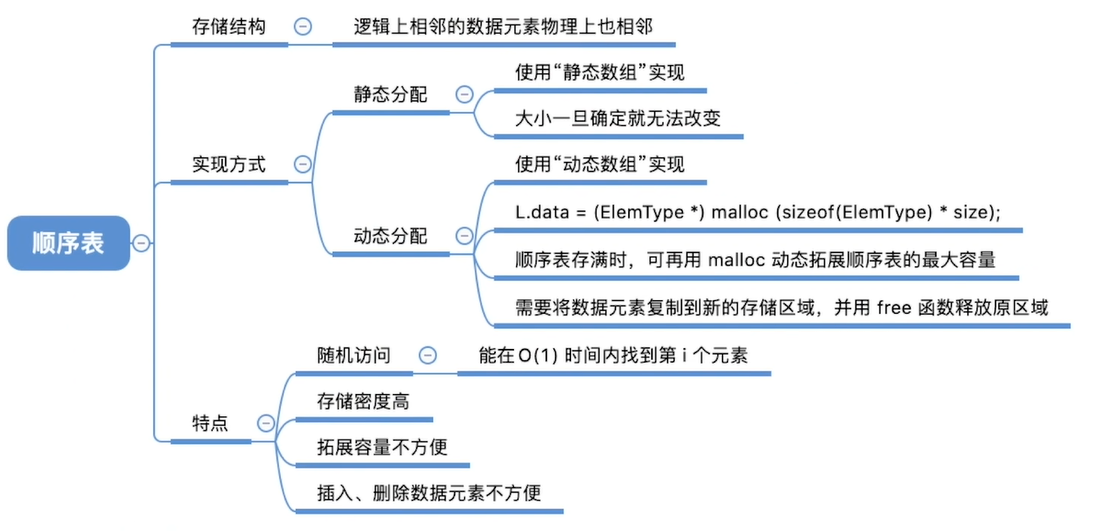 顺序表
存储结构
逻辑上相邻的数据元素物理上也相邻
实现方式
静态分配
使用“静态数组”实现
大小一旦确定就无法改变
动态分配
使用“动态数组”实现
L.data = (ElemType *) malloc (sizeof(ElemType) * size);
顺序表存满时，可再用 malloc 动态拓展顺序表的最大容量
需要将数据元素复制到新的存储区域，并用 free 函数释放原区域
特点
随机访问
能在O(1) 时间内找到第 i 个元素
存储密度高
拓展容量不方便
插入、删除数据元素不方便